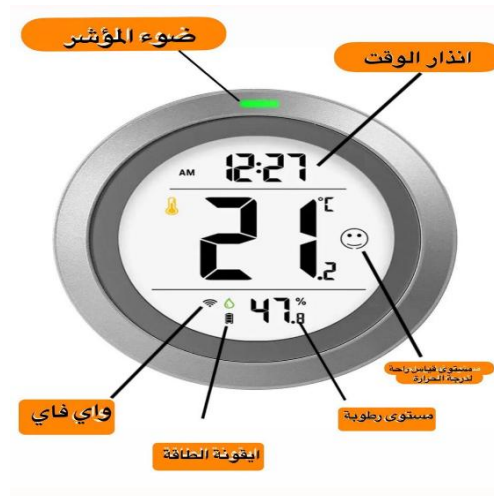 ضوء المؤشر
انذار الوقت
AM 12:27
21.2 °C
47.8 %
مستوى قياس راحة
لدرجة الحرارة
واي فاي
مستوى رطوبة
ايقونة الطاقة